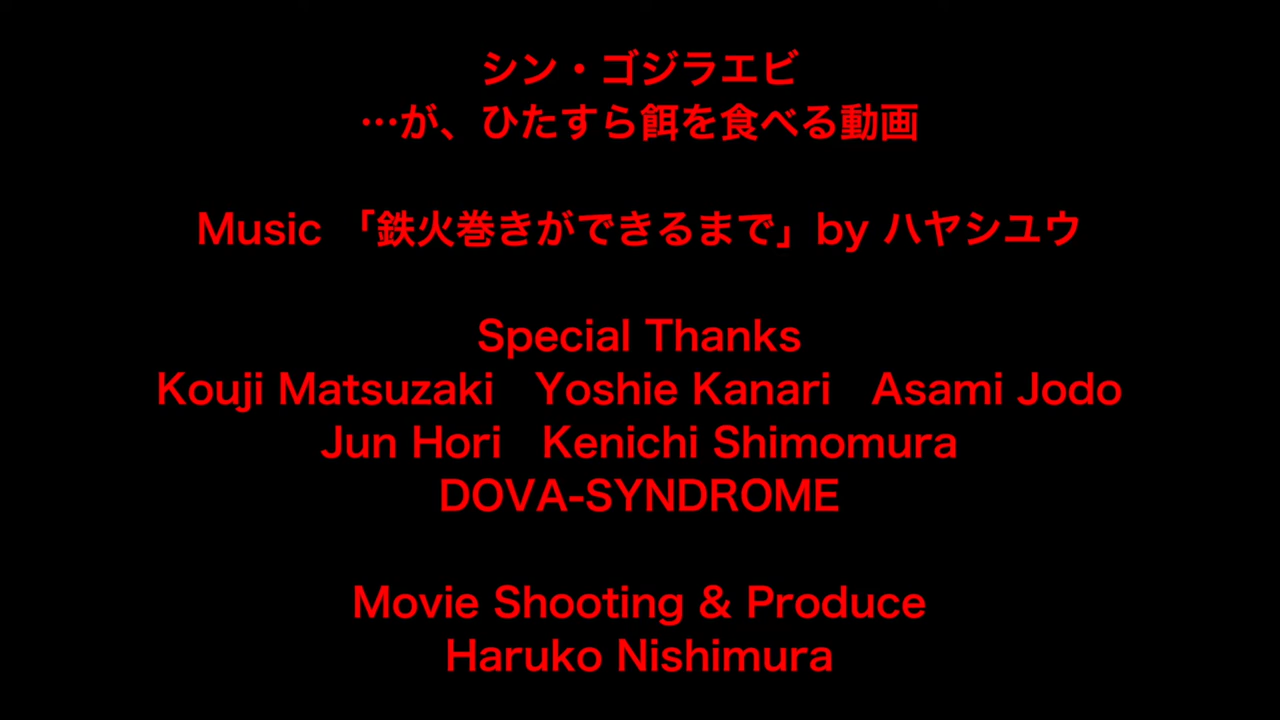 シン・ゴジラエビ
…が、ひたすら餌を食べる動画
Music 「鉄火巻きができるまで」by ハヤシユウ
Special Thanks
Kouji Matsuzaki　Yoshie Kanari　Asami Jodo
Jun Hori　Kenichi Shimomura
DOVA-SYNDROME
Movie Shooting & Produce
Haruko Nishimura